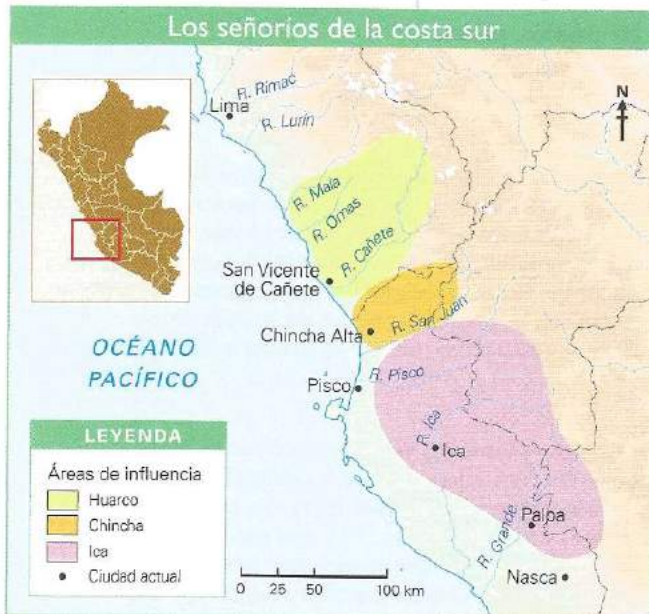 Los señoríos de la costa sur
N
R. Rimac
Lima
R. Lurín
R. Mala
R. Omas
R. Cañete
San Vicente
de Cañete
R. San Juan
Chincha Alta
OCÉANO
PACÍFICO
R. Pisco
Pisco
R. Ica
Ica
Palpa
R. Grande
Nasca
LEYENDA
Áreas de influencia
Huarco
Chincha
Ica
Ciudad actual
0 25 50 100 km